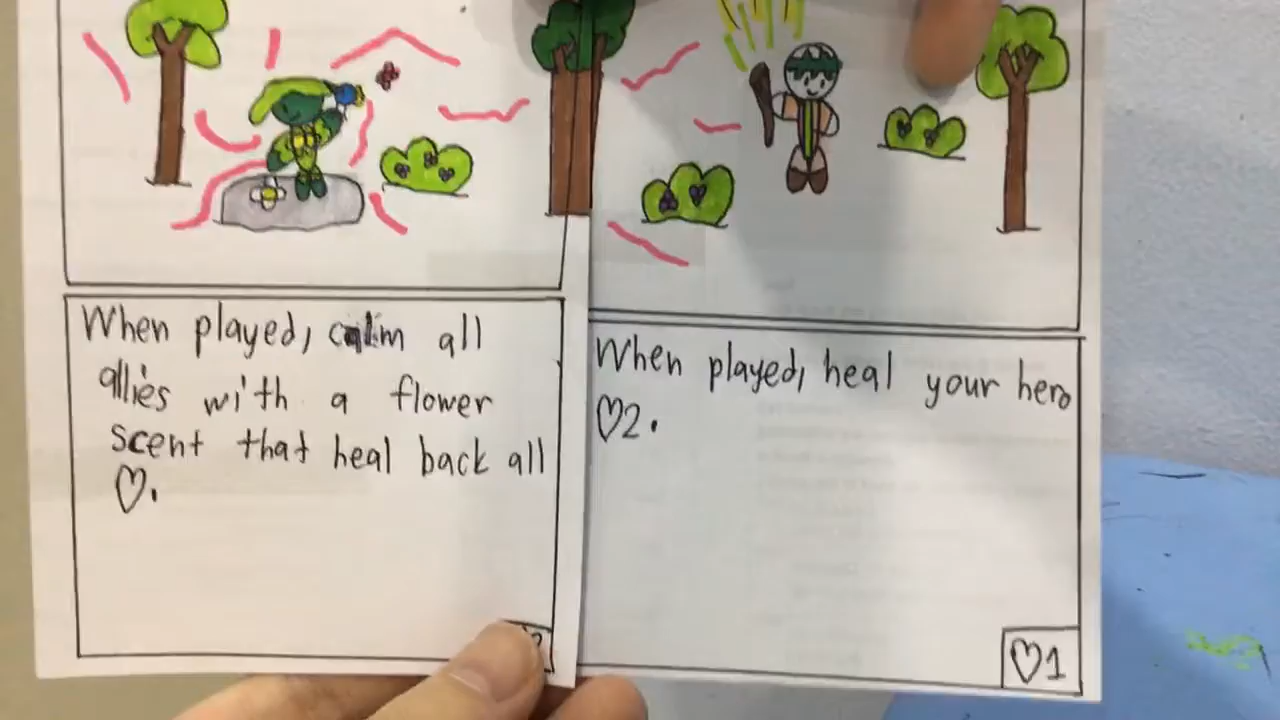 When played, calm all
allies with a flower
scent that heal back all
♡.
When played, heal your hero
♡2.
♡1